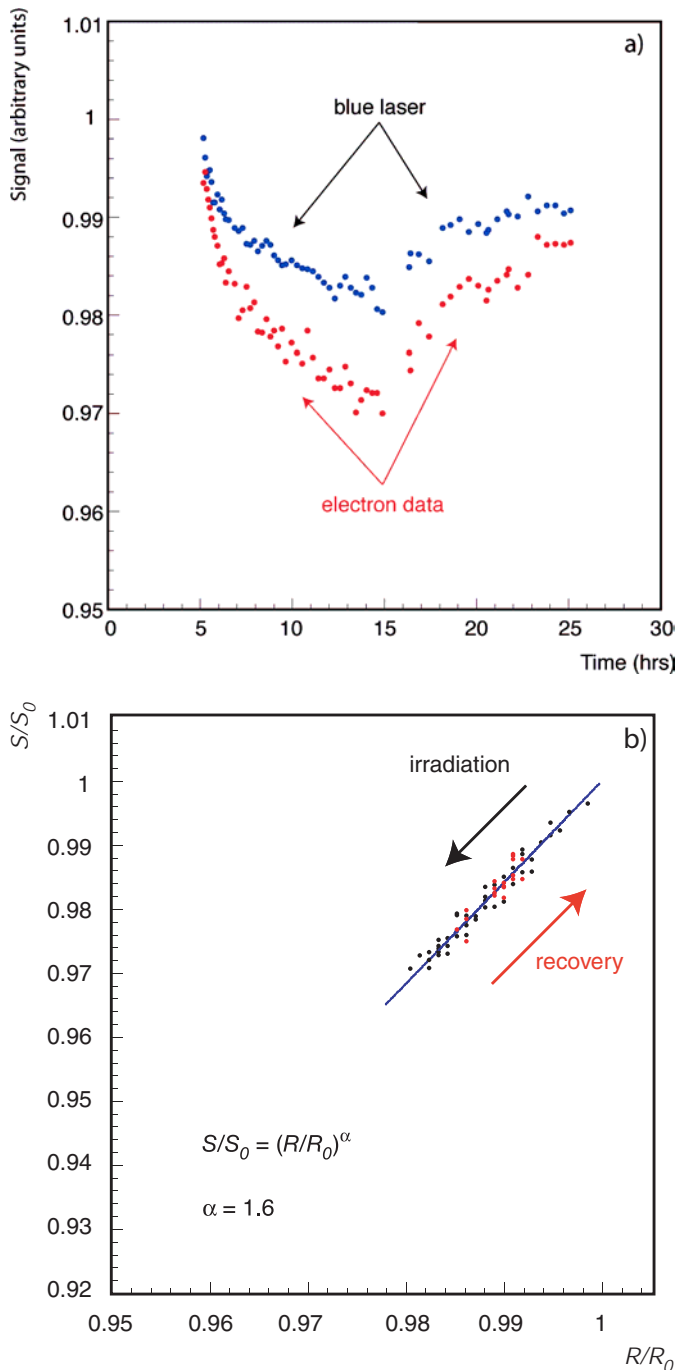 Signal (arbitrary units)
1.01
a)
1
blue laser
0.99
0.98
0.97
0.96
electron data
0.95
0
5
10
15
20
25
30
Time (hrs)
S/S0
1.01
b)
irradiation
1
0.99
0.98
0.97
recovery
0.96
0.95
S/S0 = (R/R0)^α
0.94
α = 1.6
0.93
0.92
0.95
0.96
0.97
0.98
0.99
1
R/R0